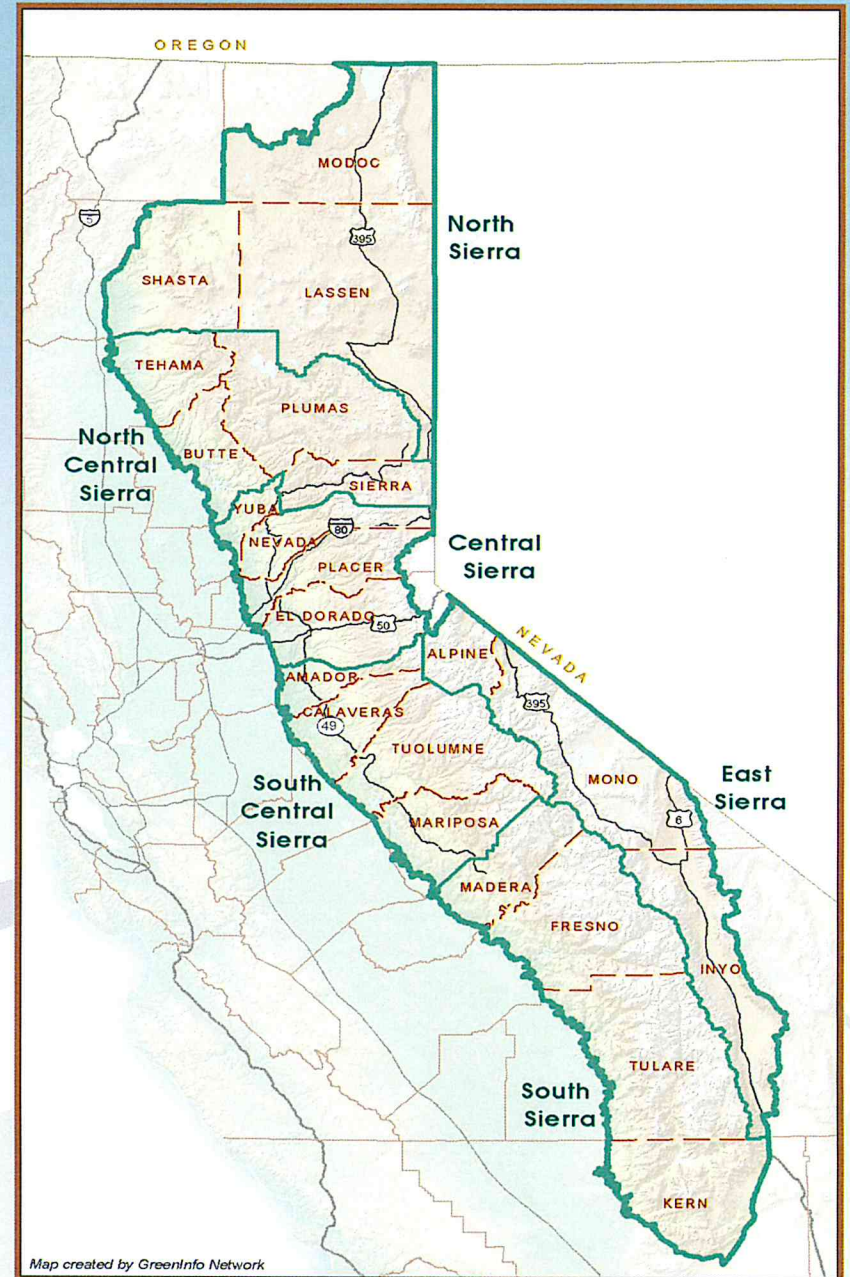 OREGON
MODOC
5
North
Sierra
395
SHASTA
LASSEN
TEHAMA
PLUMAS
North
Central
Sierra
BUTTE
SIERRA
YUBA
80
NEVADA
Central
Sierra
PLACER
EL DORADO
50
NEVADA
ALPINE
AMADOR
395
CALAVERAS
49
TUOLUMNE
East
Sierra
MONO
South
Central
Sierra
6
MARIPOSA
MADERA
FRESNO
INYO
TULARE
South
Sierra
KERN
Map created by GreenInfo Network